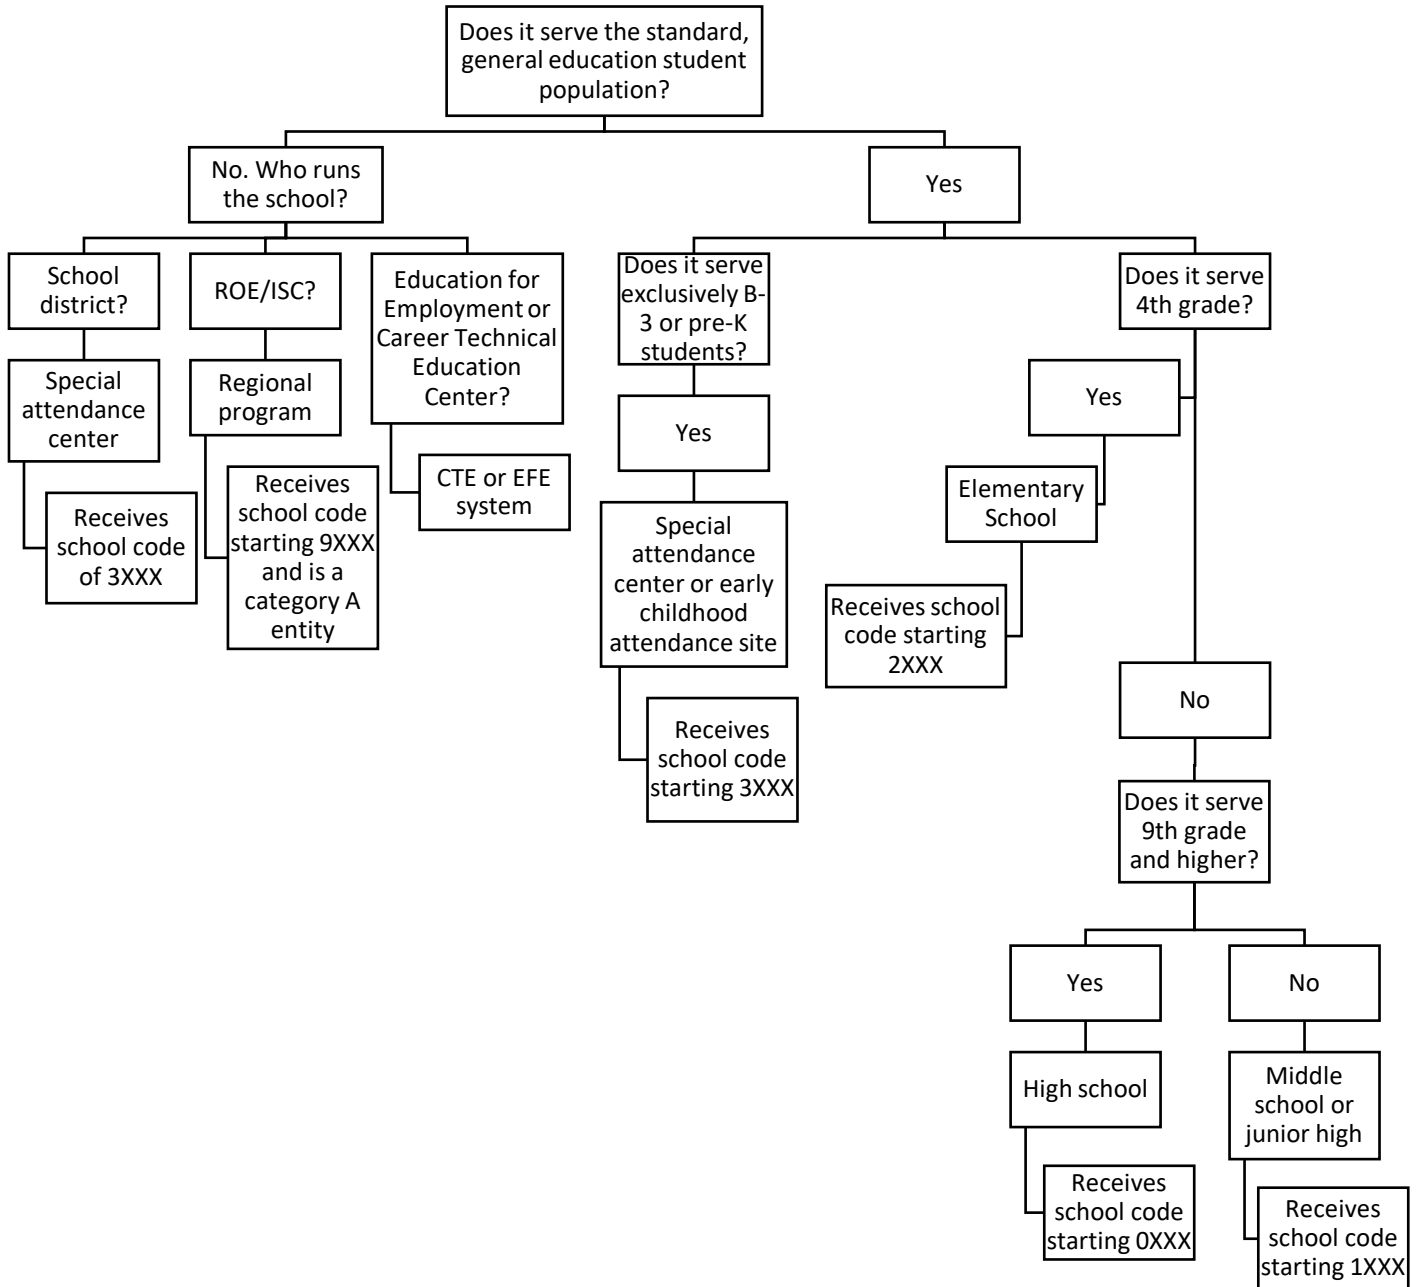 Does it serve the standard,
general education student
population?
No. Who runs
the school?
Yes
School
district?
ROE/ISC?
Education for
Employment or
Career Technical
Education
Center?
Does it serve
exclusively B-
3 or pre-K
students?
Does it serve
4th grade?
Special
attendance
center
Regional
program
Yes
Yes
Receives
school code
of 3XXX
Receives
school code
starting 9XXX
and is a
category A
entity
CTE or EFE
system
Special
attendance
center or early
childhood
attendance site
Elementary
School
Receives school
code starting
2XXX
Receives
school code
starting 3XXX
No
Does it serve
9th grade
and higher?
Yes
No
High school
Middle
school or
junior high
Receives
school code
starting 0XXX
Receives
school code
starting 1XXX